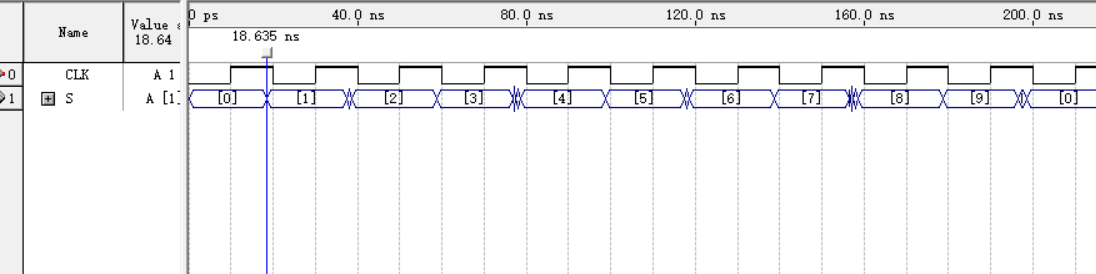 Name
Value
18.64
0 ps 40.0 ns 80.0 ns 120.0 ns 160.0 ns 200.0 ns
18.635 ns
0 CLK A 1
1 S A [1] [0] [1] [2] [3] [4] [5] [6] [7] [8] [9] [0]